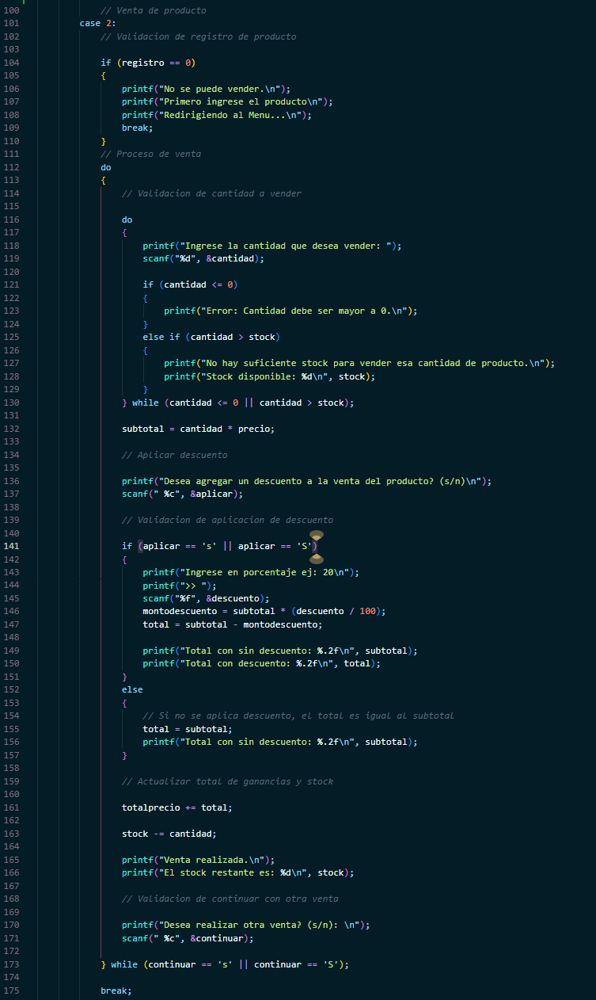 100 // Venta de producto
101 case 2:
102 // Validacion de registro de producto
103
104 if (registro == 0)
105 {
106 printf("No se puede vender.\n");
107 printf("Primero ingrese el producto\n");
108 printf("Redirigiendo al Menu...\n");
109 break;
110 }
111 // Proceso de venta
112 do
113 {
114 // Validacion de cantidad a vender
115
116 do
117 {
118 printf("Ingrese la cantidad que desea vender: ");
119 scanf("%d", &cantidad);
120
121 if (cantidad <= 0)
122 {
123 printf("Error: Cantidad debe ser mayor a 0.\n");
124 }
125 else if (cantidad > stock)
126 {
127 printf("No hay suficiente stock para vender esa cantidad de producto.\n");
128 printf("Stock disponible: %d\n", stock);
129 }
130 } while (cantidad <= 0 || cantidad > stock);
131
132 subtotal = cantidad * precio;
133
134 // Aplicar descuento
135
136 printf("Desea agregar un descuento a la venta del producto? (s/n)\n");
137 scanf(" %c", &aplicar);
138
139 // Validacion de aplicacion de descuento
140
141 if (aplicar == 's' || aplicar == 'S')
142 {
143 printf("Ingrese en porcentaje ej: 20\n");
144 printf(">> ");
145 scanf("%f", &descuento);
146 montodescuento = subtotal * (descuento / 100);
147 total = subtotal - montodescuento;
148
149 printf("Total con sin descuento: %.2f\n", subtotal);
150 printf("Total con descuento: %.2f\n", total);
151 }
152 else
153 {
154 // Si no se aplica descuento, el total es igual al subtotal
155 total = subtotal;
156 printf("Total con sin descuento: %.2f\n", subtotal);
157 }
158
159 // Actualizar total de ganancias y stock
160
161 totalprecio += total;
162
163 stock -= cantidad;
164
165 printf("Venta realizada.\n");
166 printf("El stock restante es: %d\n", stock);
167
168 // Validacion de continuar con otra venta
169
170 printf("Desea realizar otra venta? (s/n): \n");
171 scanf(" %c", &continuar);
172
173 } while (continuar == 's' || continuar == 'S');
174
175 break;